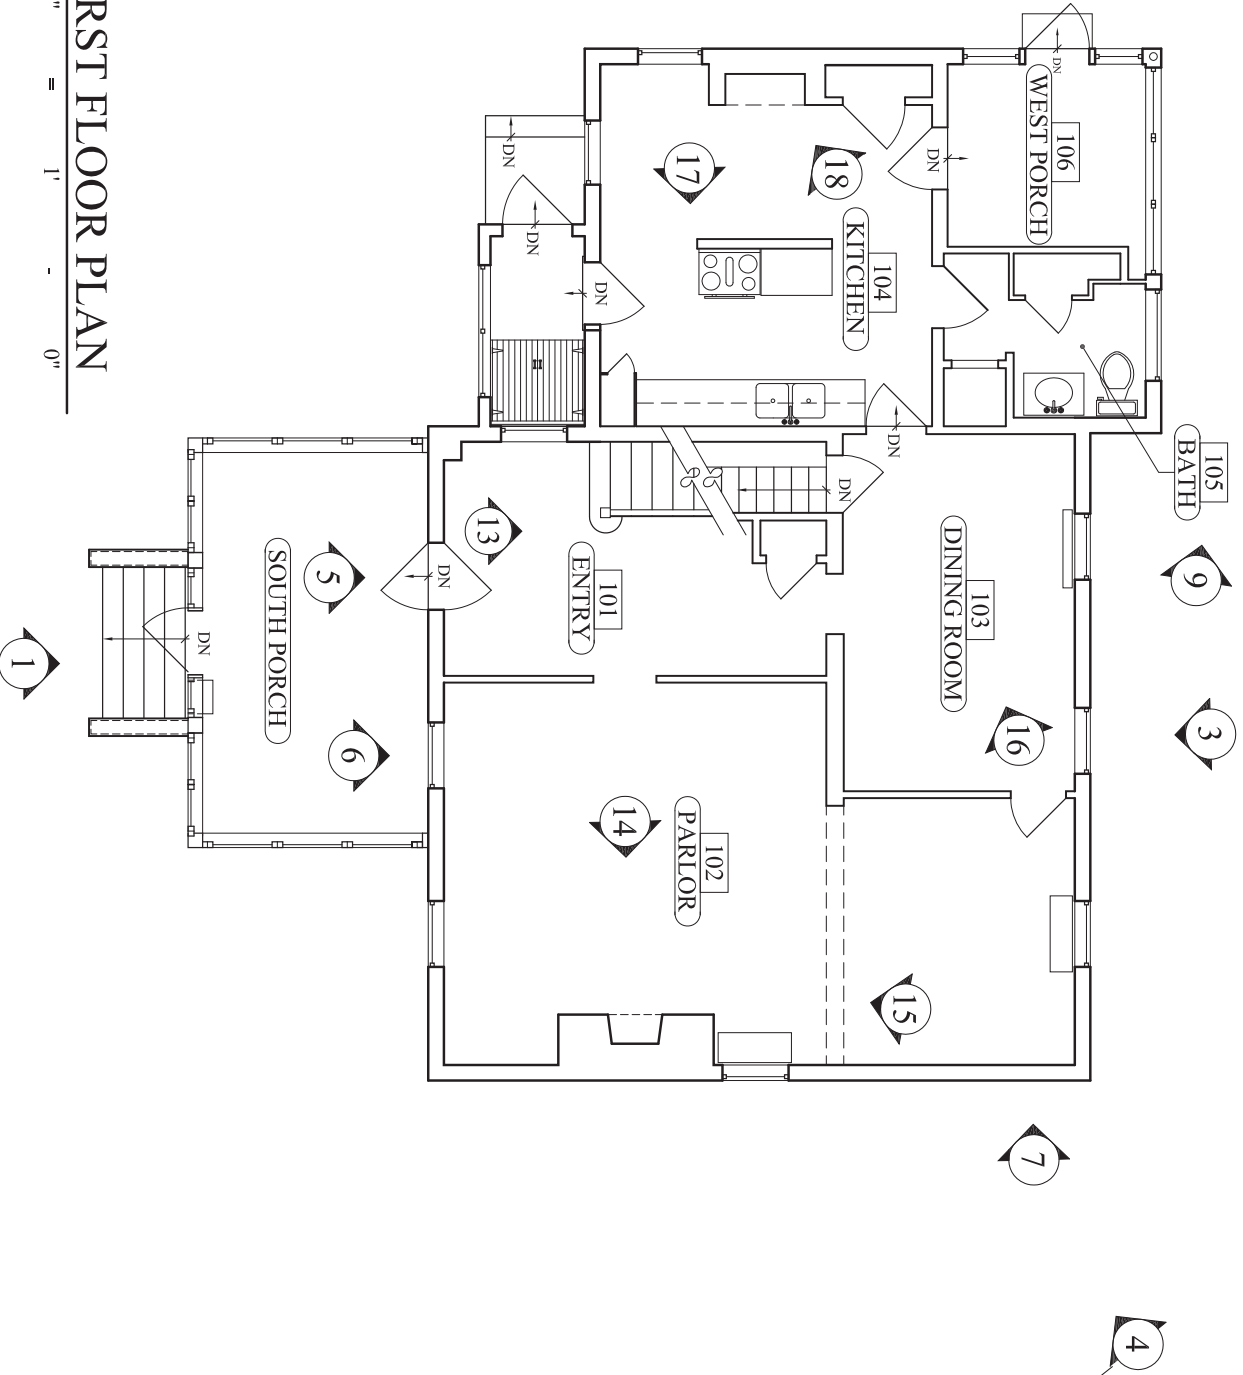 106
WEST PORCH
DN
DN
105
BATH
18
17
104
KITCHEN
DN
DN
DN
DN
DN
9
103
DINING ROOM
3
16
13
101
ENTRY
DN
5
SOUTH PORCH
DN
1
6
14
102
PARLOR
15
7
4
RST FLOOR PLAN
" = 1' - 0"